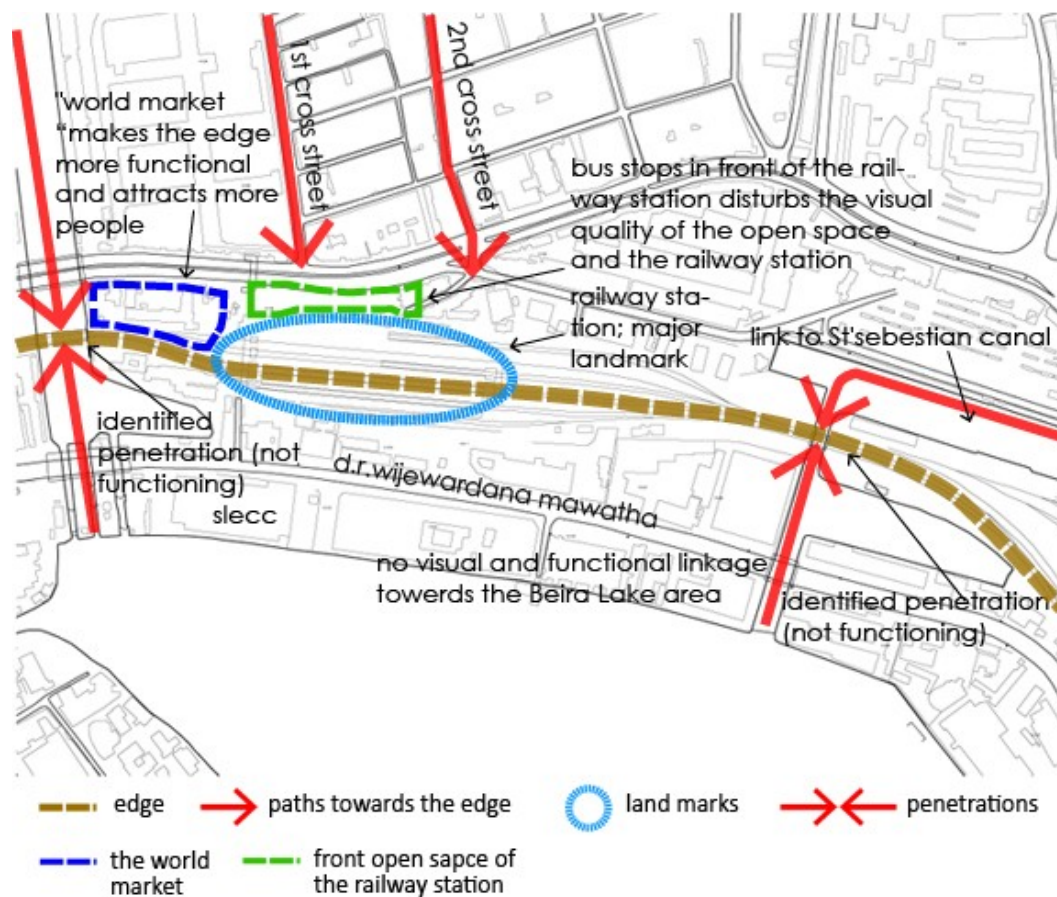 1st cross street
2nd cross street
"world market
"makes the edge
more functional
and attracts more
people
bus stops in front of the rail-
way station disturbs the visual
quality of the open space
and the railway station
railway sta-
tion; major
landmark
link to St'sebestian canal
identified
penetration (not
functioning)
slecc
d.r.wijewardana mawatha
no visual and functional linkage
towerds the Beira Lake area
identified penetration
(not functioning)
edge
paths towards the edge
land marks
penetrations
the world
market
front open sapce of
the railway station